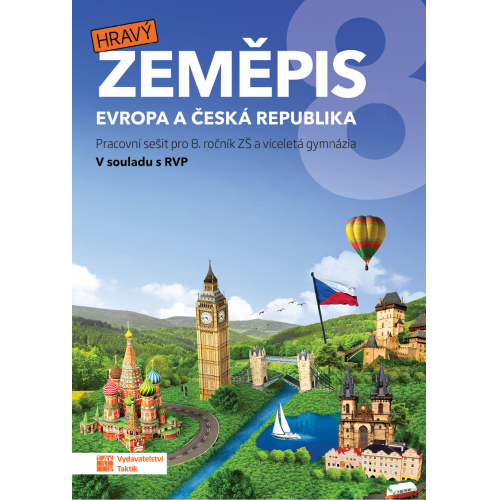 HRAVÝ
8
ZEMĚPIS
EVROPA A ČESKÁ REPUBLIKA
Pracovní sešit pro 8. ročník ZŠ a víceletá gymnázia
V souladu s RVP
Vydavatelství
Taktik